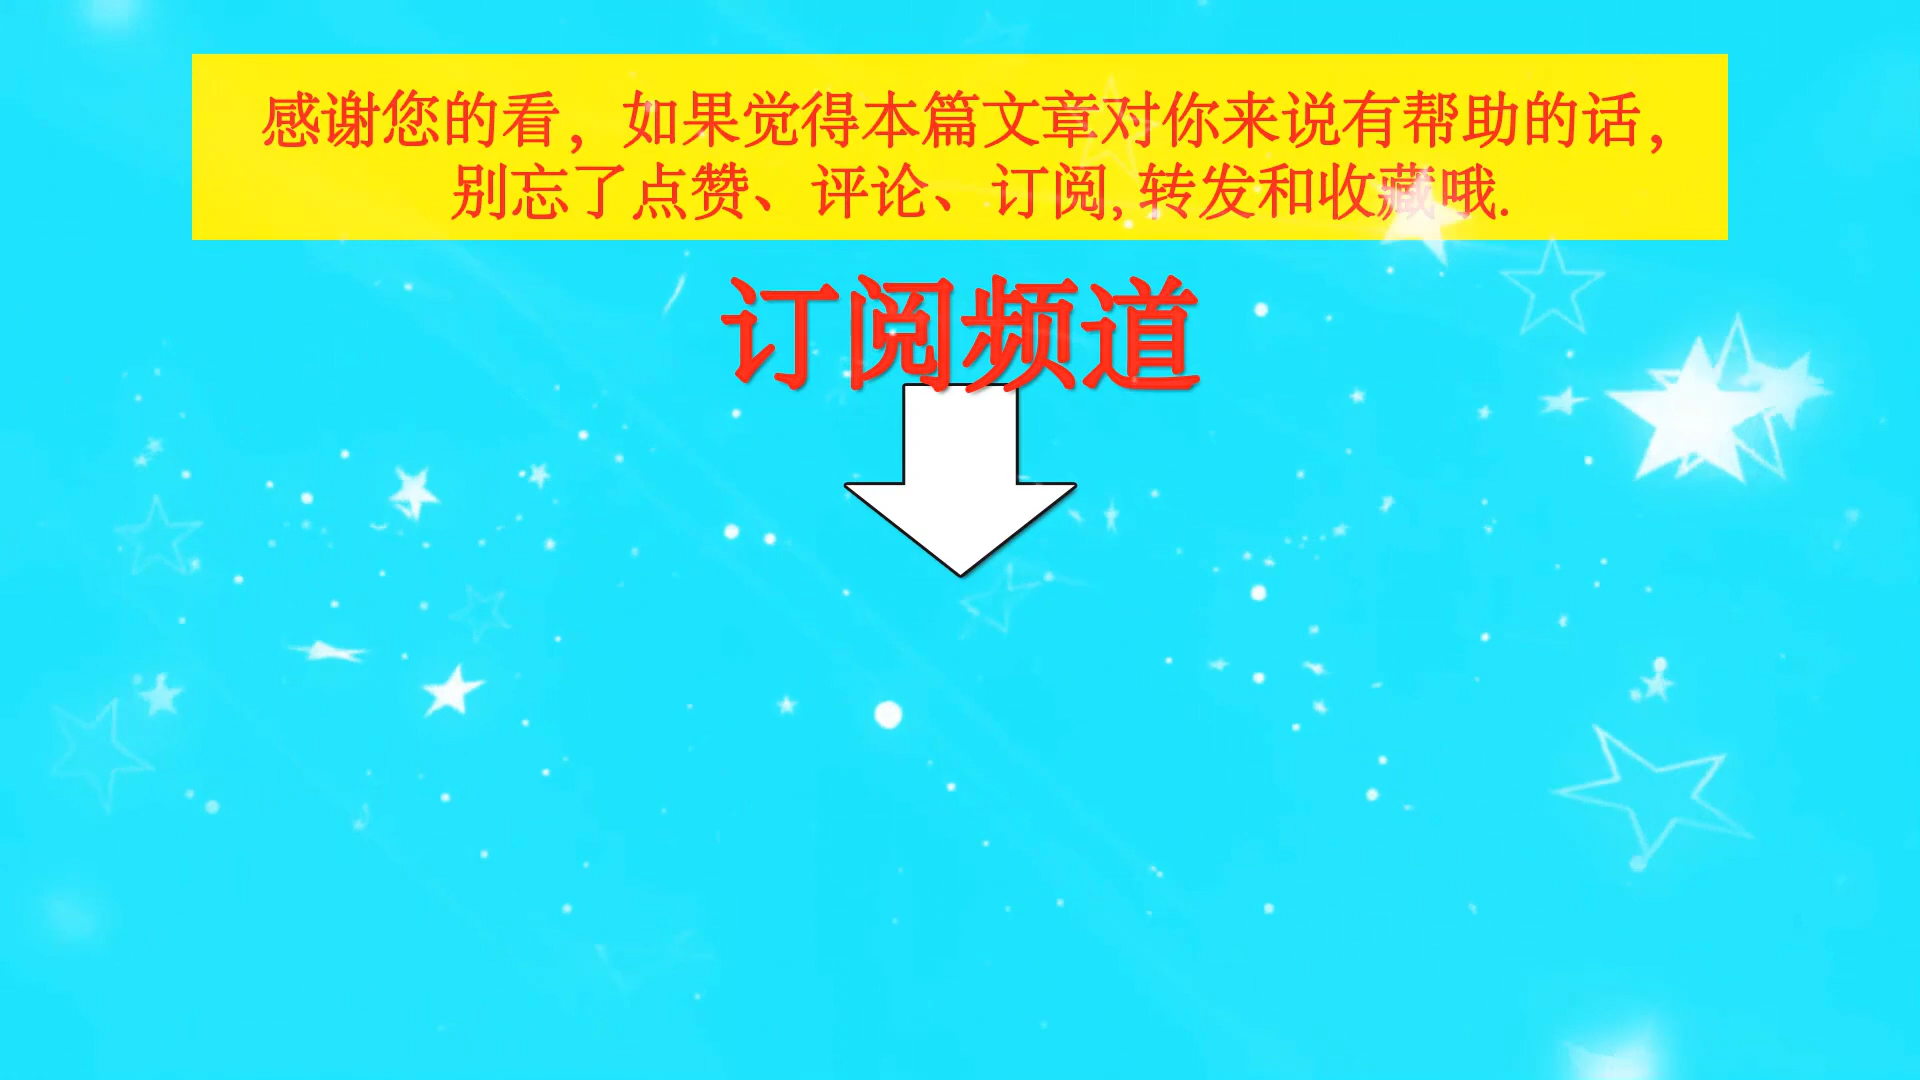 感谢您的看，如果觉得本篇文章对你来说有帮助的话，
别忘了点赞、评论、订阅,转发和收藏哦.
订阅频道